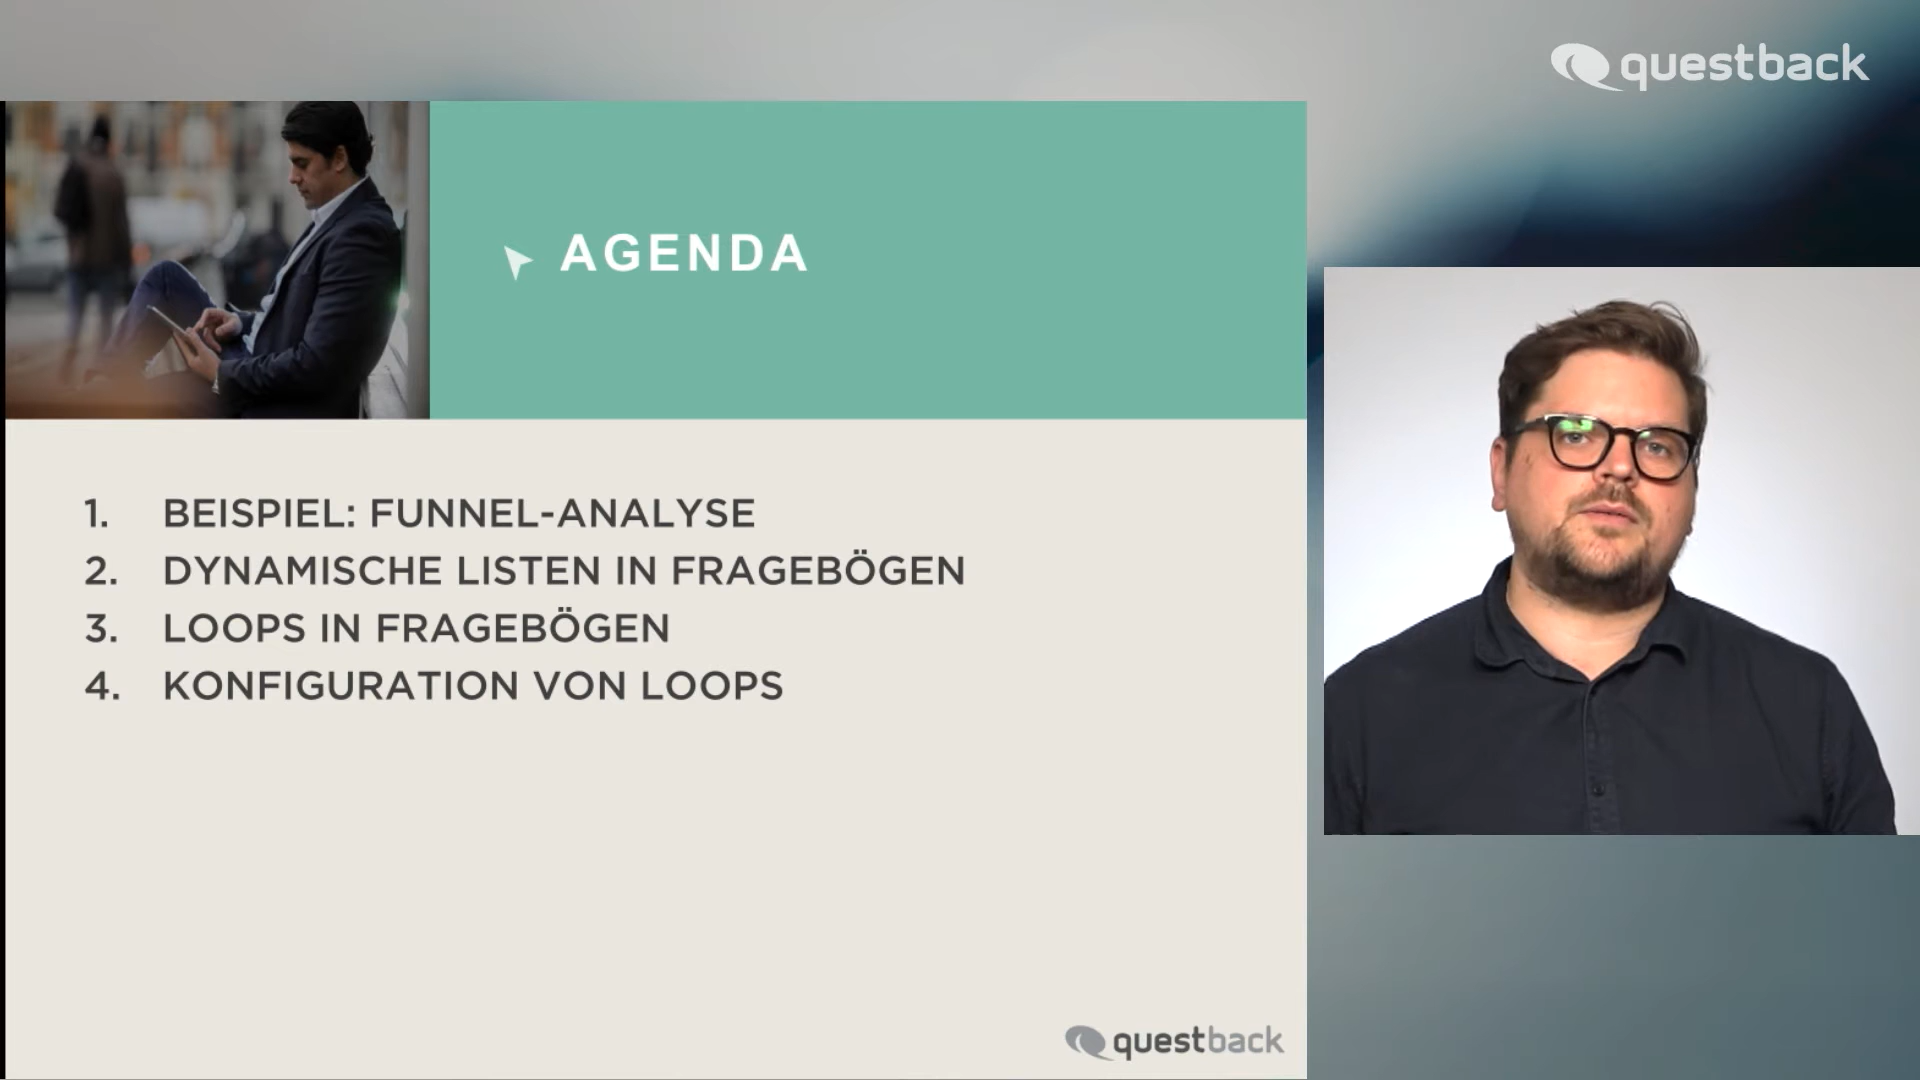 questback
AGENDA
1. BEISPIEL: FUNNEL-ANALYSE
2. DYNAMISCHE LISTEN IN FRAGEBÖGEN
3. LOOPS IN FRAGEBÖGEN
4. KONFIGURATION VON LOOPS
questback